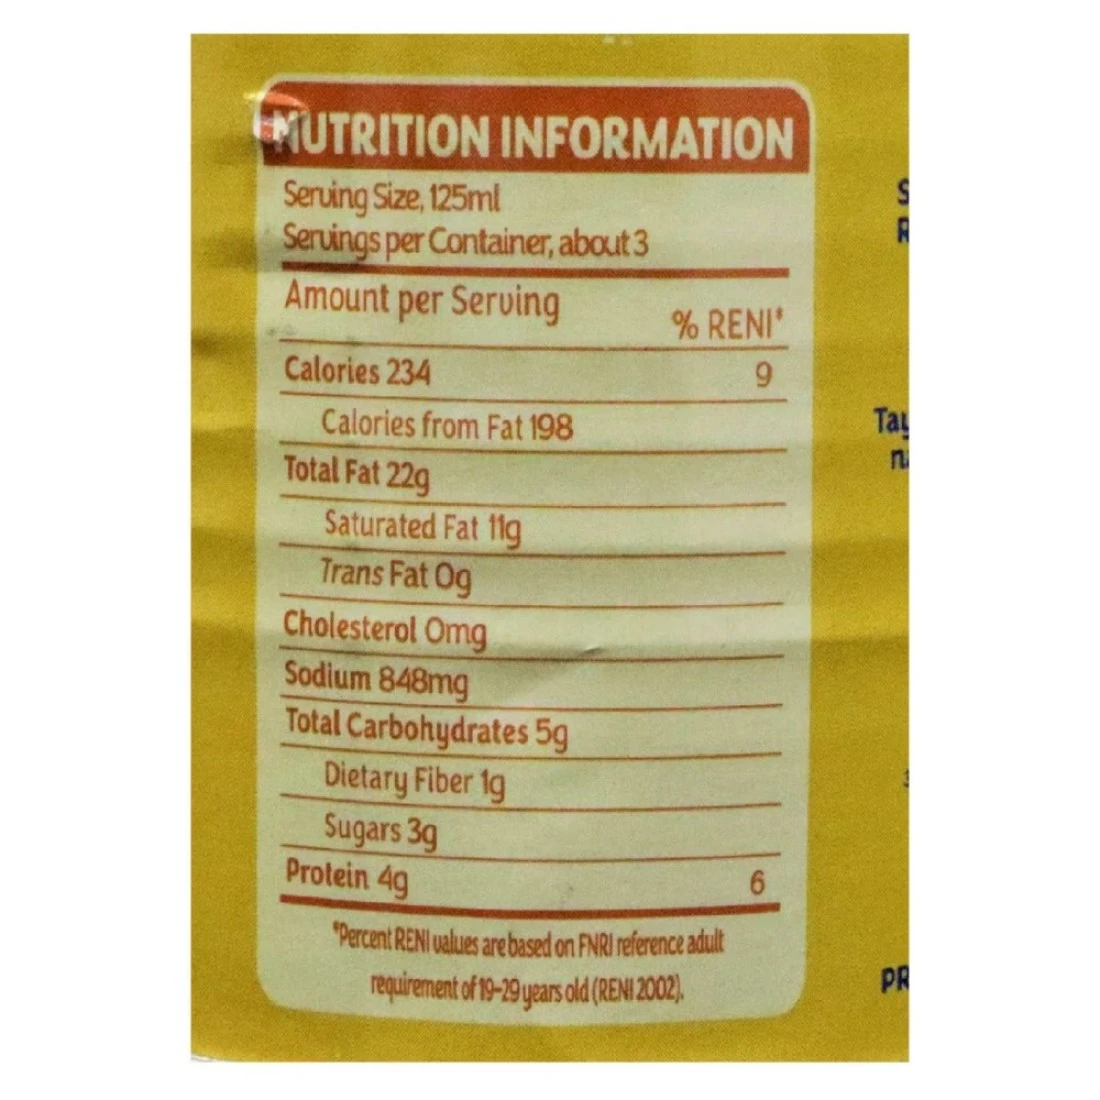 NUTRITION INFORMATION
Serving Size, 125ml
Servings per Container, about 3
Amount per Serving
% RENI*
Calories 234 9
Calories from Fat 198
Total Fat 22g
Saturated Fat 11g
Trans Fat 0g
Cholesterol 0mg
Sodium 848mg
Total Carbohydrates 5g
Dietary Fiber 1g
Sugars 3g
Protein 4g 6
*Percent RENI values are based on FNRI reference adult
requirement of 19-29 years old (RENI 2002).
S
R
Tay
PR